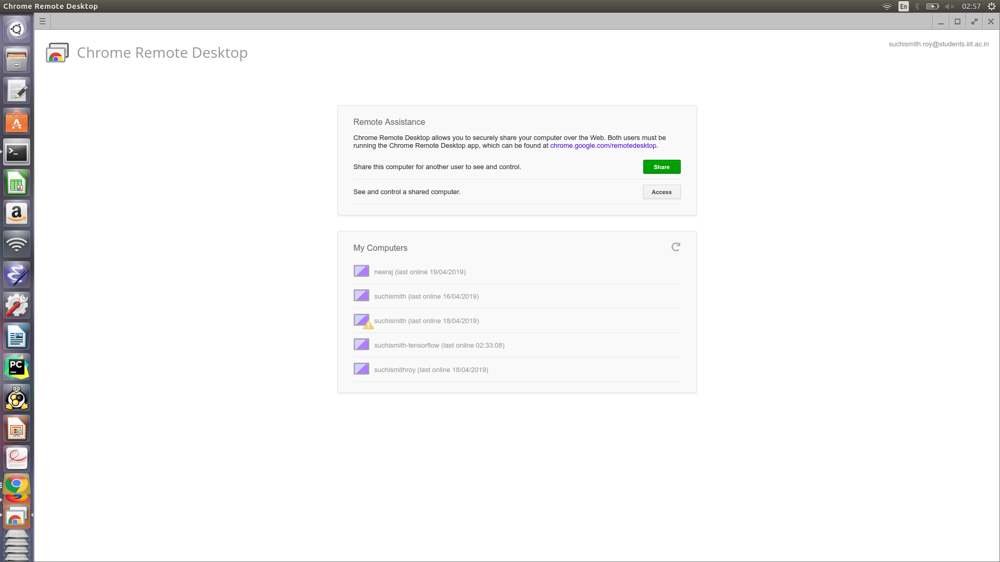 Chrome Remote Desktop
En
02:57
Chrome Remote Desktop
suchismith.roy@students.iiit.ac.in
Remote Assistance
Chrome Remote Desktop allows you to securely share your computer over the Web. Both users must be
running the Chrome Remote Desktop app, which can be found at chrome.google.com/remotedesktop.
Share this computer for another user to see and control.
Share
See and control a shared computer.
Access
My Computers
neeraj (last online 19/04/2019)
suchismith (last online 16/04/2019)
suchismith (last online 18/04/2019)
suchismith-tensorflow (last online 02:33:08)
suchismithroy (last online 18/04/2019)
A
>_
a
PC